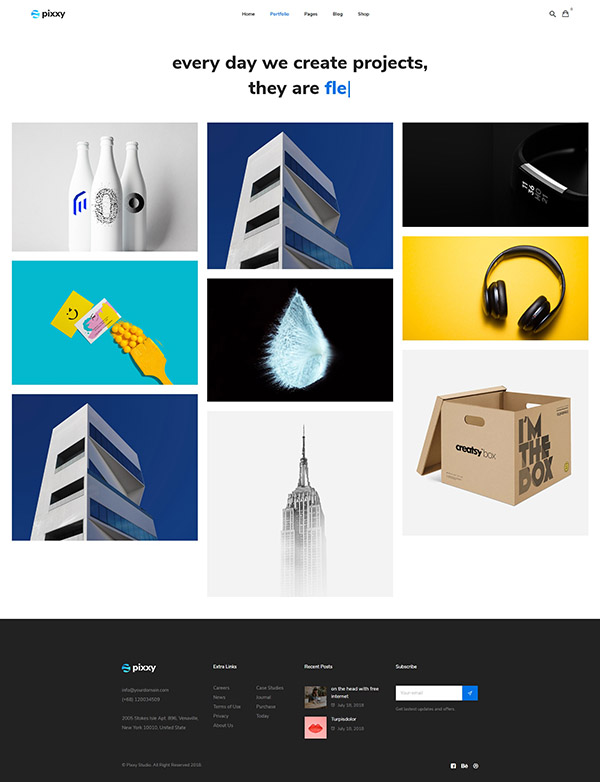 pixxy
Home
Portfolio
Pages
Blog
Shop
0
every day we create projects,
they are fle
creatsy box
I'M
THE
BOX
pixxy
info@yourdomain.com
(+68) 120034509
2005 Stokes Isle Apt. 896, Venaville,
New York 10010, United State
Extra Links
Careers
News
Terms of Use
Privacy
About Us
Case Studies
Journal
Purchase
Today
Recent Posts
on the head with free
internet
July 18, 2018
Turpisdolor
July 18, 2018
Subscribe
Your email
Get lastest updates and offers.
© Pixxy Studio. All Right Reserved 2018.